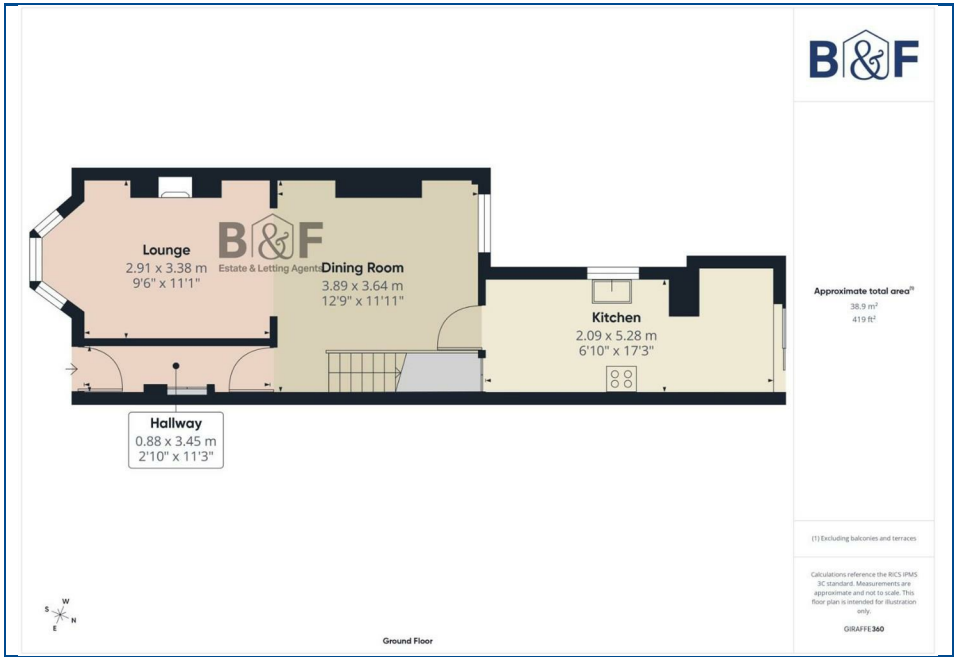 B&F
Lounge
2.91 x 3.38 m
9'6" x 11'1"
B&F
Estate & Letting Agents
Dining Room
3.89 x 3.64 m
12'9" x 11'11"
Kitchen
2.09 x 5.28 m
6'10" x 17'3"
Hallway
0.88 x 3.45 m
2'10" x 11'3"
Approximate total area⁽¹⁾
38.9 m²
419 ft²
(1) Excluding balconies and terraces
Calculations reference the RICS IPMS
3C standard. Measurements are
approximate and not to scale. This
floor plan is intended for illustration
only.
GIRAFFE360
W
S
N
E
Ground Floor